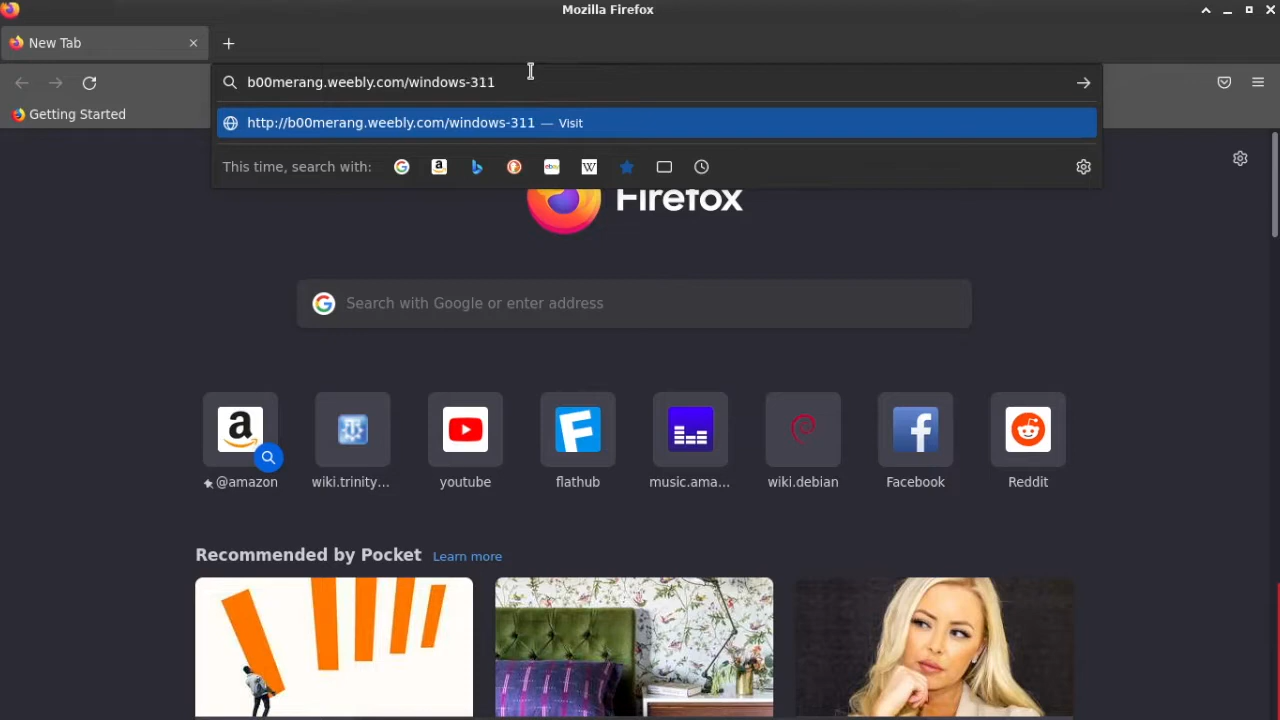 Mozilla Firefox
New Tab
b00merang.weebly.com/windows-311
http://b00merang.weebly.com/windows-311 — Visit
Getting Started
This time, search with:
Firefox
Search with Google or enter address
@amazon
wiki.trinity...
youtube
flathub
music.ama...
wiki.debian
Facebook
Reddit
Recommended by Pocket Learn more